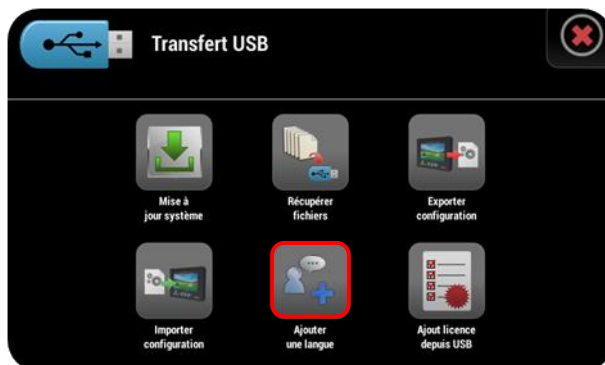 Transfert USB
Mise à
jour système
Récupérer
fichiers
Exporter
configuration
Importer
configuration
Ajouter
une langue
Ajout licence
depuis USB